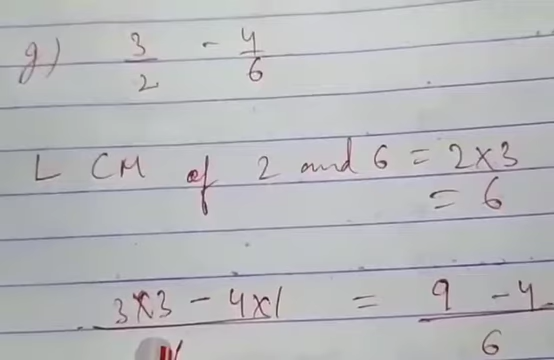 g) 3/2 - 4/6
LCM of 2 and 6 = 2×3
= 6
3×3 - 4×1 = 9 - 4/6